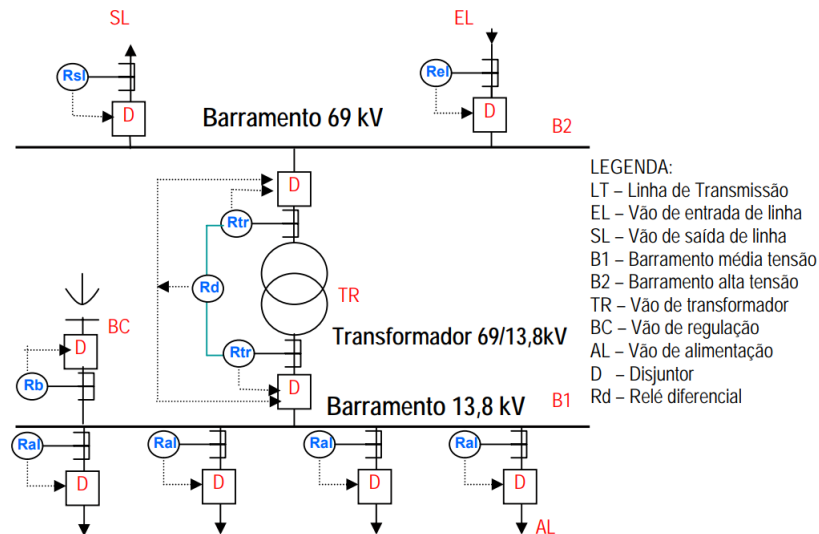 SL
EL
Rsl
Rel
D
D
Barramento 69 kV
B2
D
Rtr
Rd
TR
BC
D
Transformador 69/13,8kV
Rtr
Rb
D
Barramento 13,8 kV
B1
Ral
Ral
Ral
Ral
D
D
D
D
AL
LEGENDA:
LT – Linha de Transmissão
EL – Vão de entrada de linha
SL – Vão de saída de linha
B1 – Barramento média tensão
B2 – Barramento alta tensão
TR – Vão de transformador
BC – Vão de regulação
AL – Vão de alimentação
D – Disjuntor
Rd – Relé diferencial